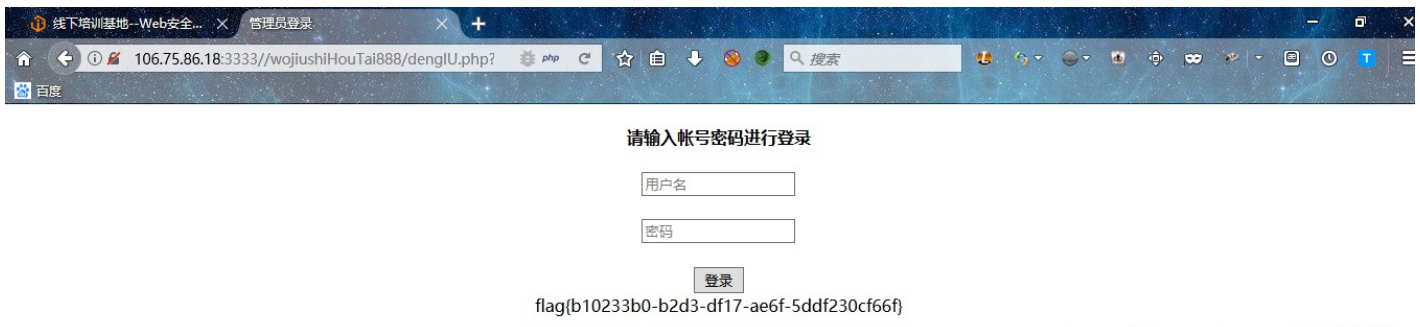 线下培训基地--Web安全...
管理员登录
106.75.86.18:3333//wojiushiHouTai888/denglU.php?
php
搜索
T
百度
请输入帐号密码进行登录
用户名
密码
登录
flag{b10233b0-b2d3-df17-ae6f-5ddf230cf66f}